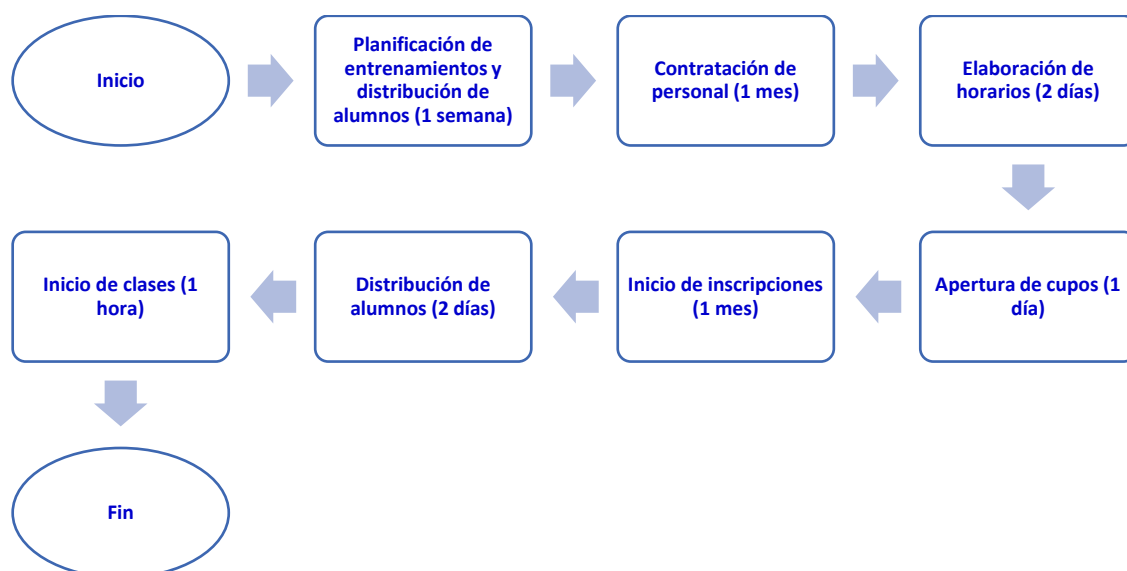 Inicio
Planificación de
entrenamientos y
distribución de
alumnos (1 semana)
Contratación de
personal (1 mes)
Elaboración de
horarios (2 días)
Apertura de cupos (1
día)
Inicio de inscripciones
(1 mes)
Distribución de
alumnos (2 días)
Inicio de clases (1
hora)
Fin